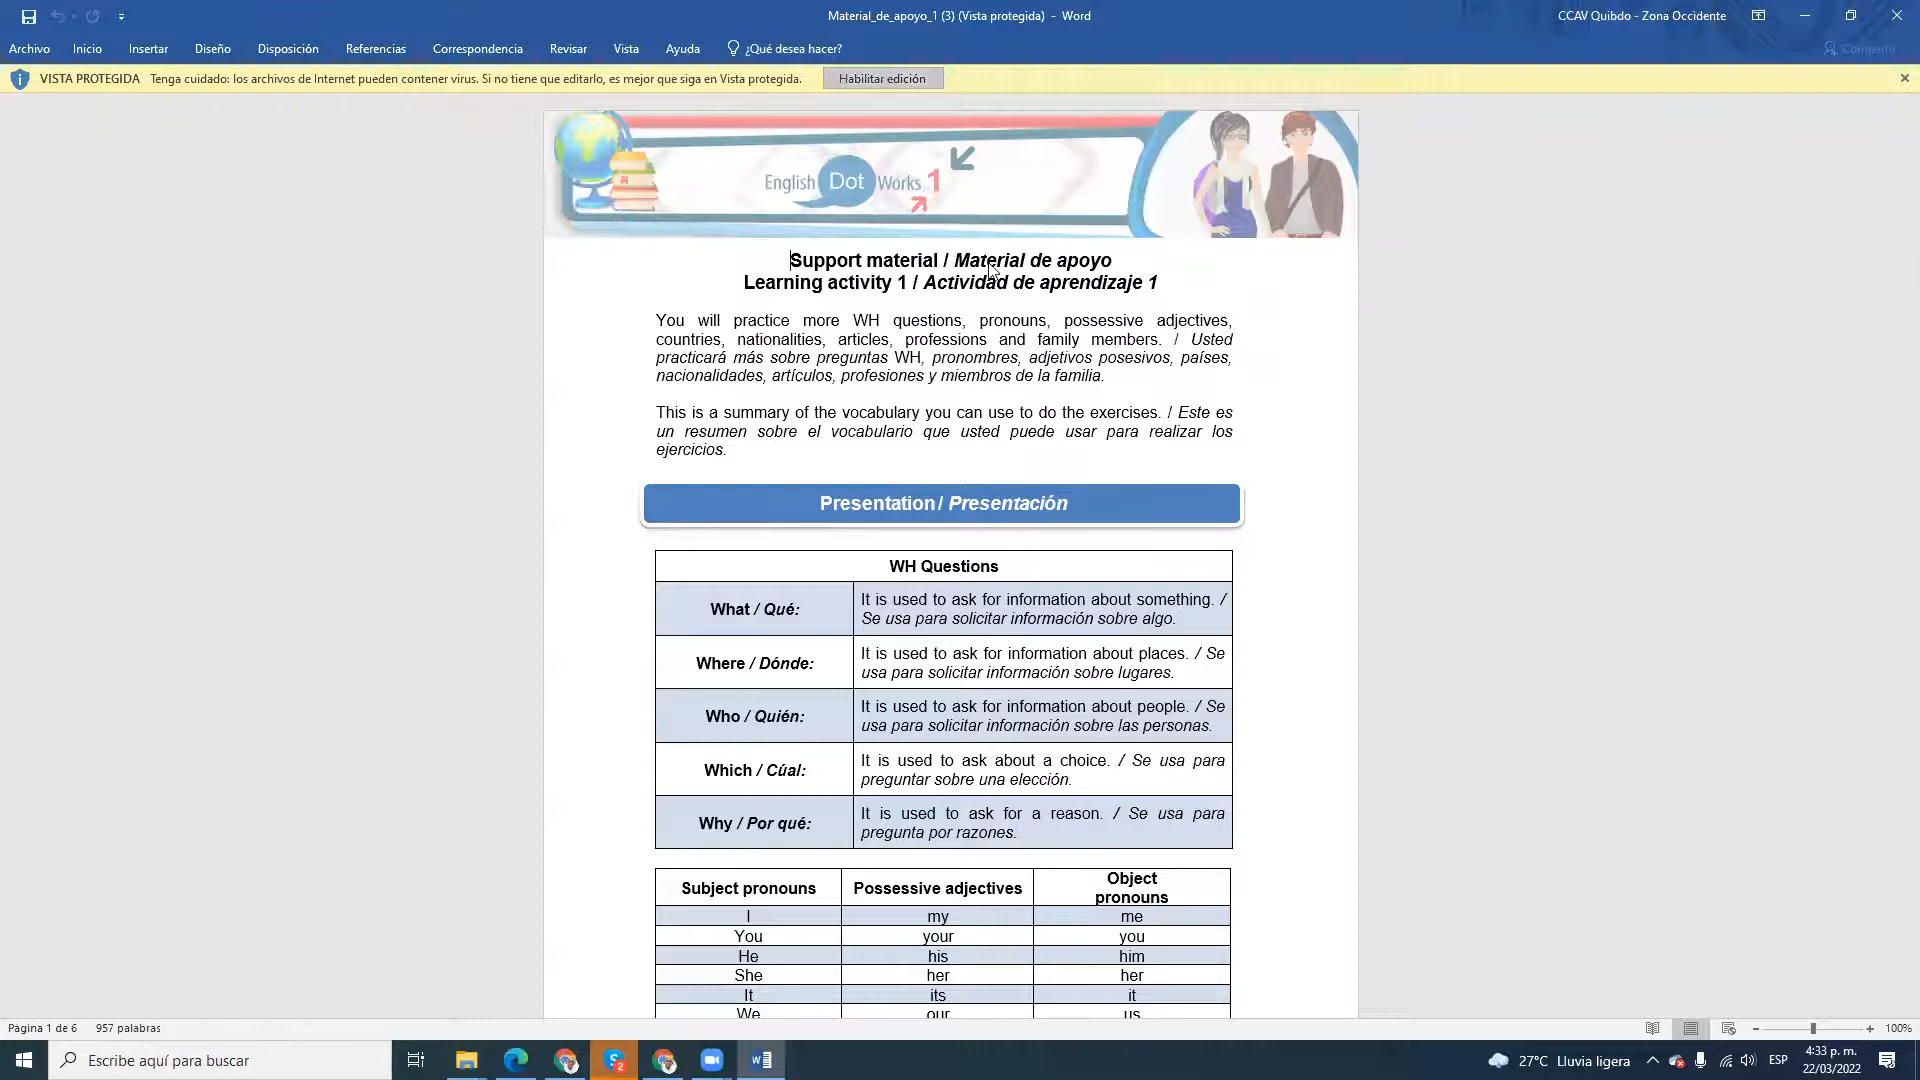 Material_de_apoyo_1 (3) (Vista protegida) - Word
CCAV Quibdo - Zona Occidente
Archivo Inicio Insertar Diseño Disposición Referencias Correspondencia Revisar Vista Ayuda ¿Qué desea hacer? Compartir
VISTA PROTEGIDA Tenga cuidado: los archivos de Internet pueden contener virus. Si no tiene que editarlo, es mejor que siga en Vista protegida. Habilitar edición
English Dot Works 1
Support material / Material de apoyo
Learning activity 1 / Actividad de aprendizaje 1
You will practice more WH questions, pronouns, possessive adjectives,
countries, nationalities, articles, professions and family members. / Usted
practicará más sobre preguntas WH, pronombres, adjetivos posesivos, países,
nacionalidades, artículos, profesiones y miembros de la familia.
This is a summary of the vocabulary you can use to do the exercises. / Este es
un resumen sobre el vocabulario que usted puede usar para realizar los
ejercicios.
Presentation / Presentación
WH Questions
What / Qué:
It is used to ask for information about something. /
Se usa para solicitar información sobre algo.
Where / Dónde:
It is used to ask for information about places. / Se
usa para solicitar información sobre lugares.
Who / Quién:
It is used to ask for information about people. / Se
usa para solicitar información sobre las personas.
Which / Cúal:
It is used to ask about a choice. / Se usa para
preguntar sobre una elección.
Why / Por qué:
It is used to ask for a reason. / Se usa para
pregunta por razones.
Subject pronouns Possessive adjectives Object
pronouns
I my me
You your you
He his him
She her her
It its it
We our us
Página 1 de 6 957 palabras
100%
Escribe aquí para buscar
27°C Lluvia ligera
ESP
4:33 p. m.
22/03/2022